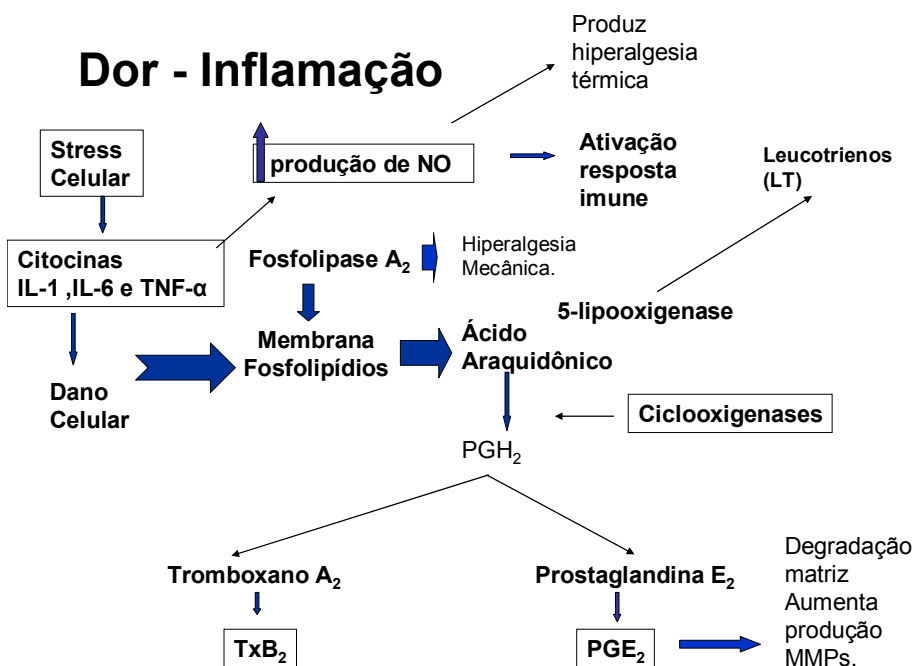 Produz
hiperalgesia
térmica
Dor - Inflamação
Stress
Celular
produção de NO
Ativação
resposta
imune
Leucotrienos
(LT)
Citocinas
IL-1 ,IL-6 e TNF-α
Fosfolipase A₂
Hiperalgesia
Mecânica.
5-lipooxigenase
Membrana
Fosfolipídios
Ácido
Araquidônico
Dano
Celular
Ciclooxigenases
PGH₂
Tromboxano A₂
Prostaglandina E₂
Degradação
matriz
Aumenta
produção
MMPs.
TxB₂
PGE₂